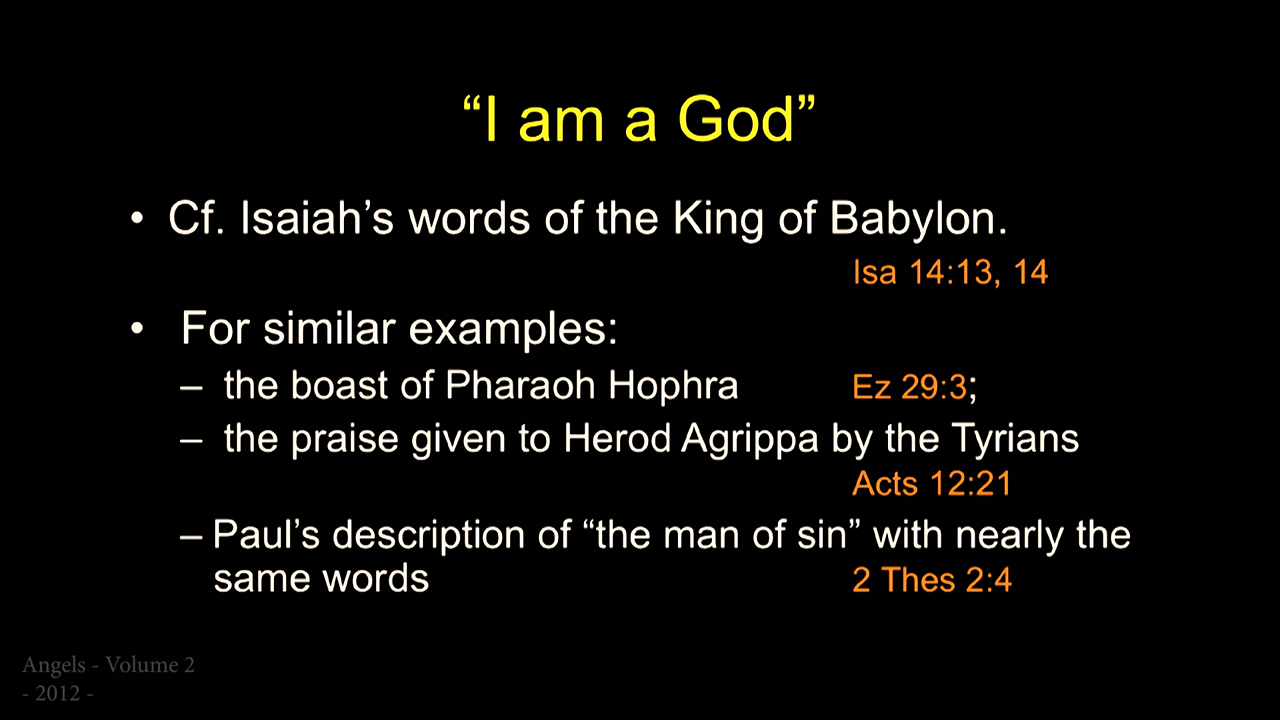 “I am a God”
• Cf. Isaiah’s words of the King of Babylon.
Isa 14:13, 14
• For similar examples:
– the boast of Pharaoh Hophra Ez 29:3;
– the praise given to Herod Agrippa by the Tyrians
Acts 12:21
– Paul’s description of “the man of sin” with nearly the
same words 2 Thes 2:4
Angels - Volume 2
- 2012 -